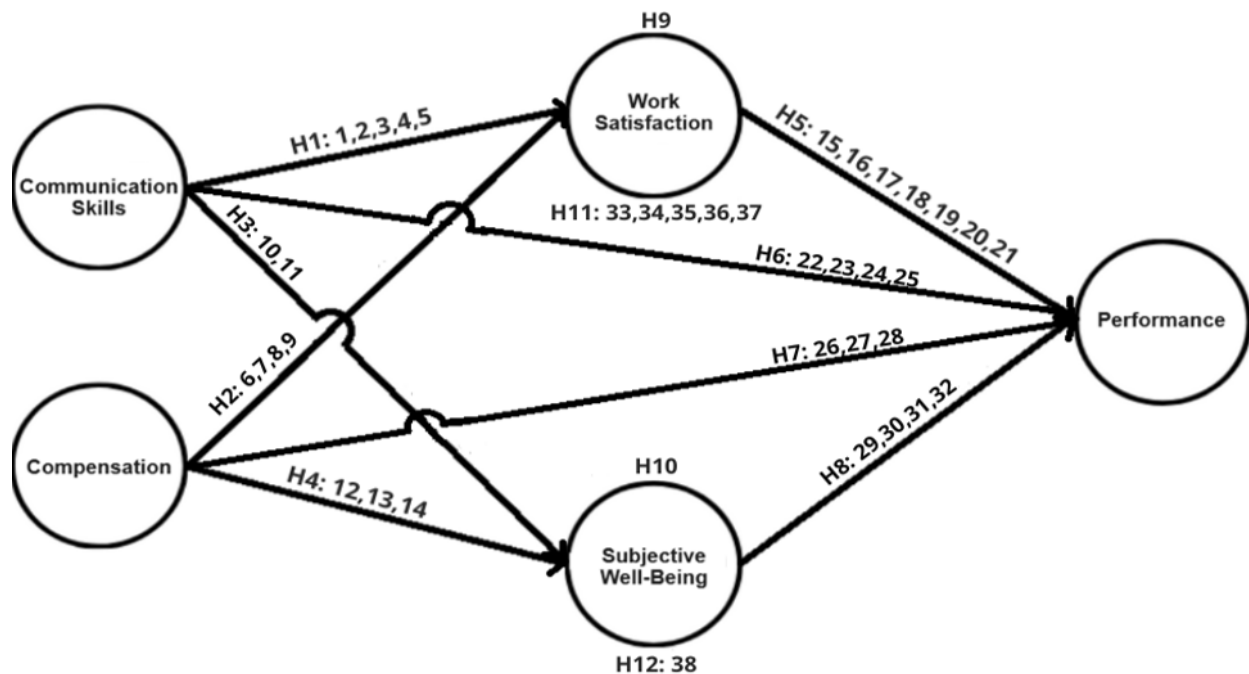 H9
Work
Satisfaction
H1: 1,2,3,4,5
H5: 15,16,17,18,19,20,21
Communication
Skills
H11: 33,34,35,36,37
H3: 10,11
H6: 22,23,24,25
Performance
H2: 6,7,8,9
H7: 26,27,28
Compensation
H8: 29,30,31,32
H10
H4: 12,13,14
Subjective
Well-Being
H12: 38